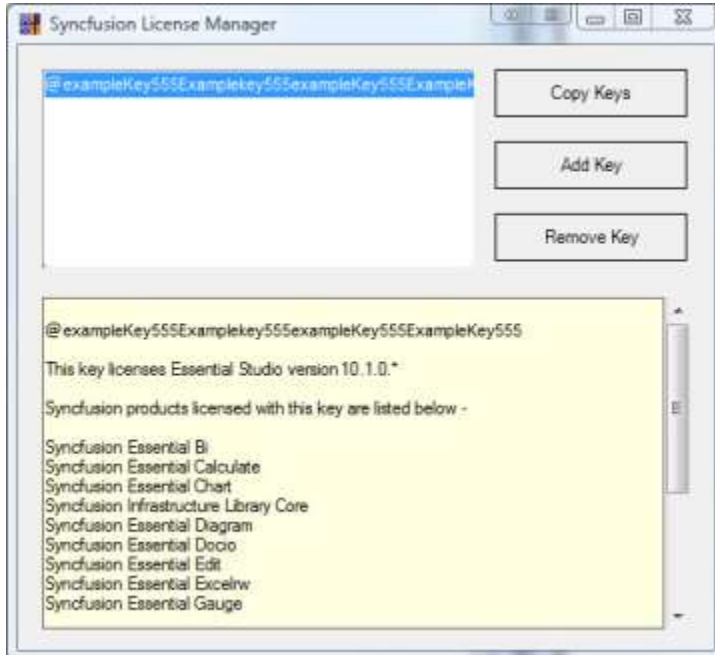 Syncfusion License Manager
@exampleKey555Examplekey555exampleKey555ExampleK
Copy Keys
Add Key
Remove Key
@exampleKey555Examplekey555exampleKey555ExampleKey555
This key licenses Essential Studio version 10.1.0.*
Syncfusion products licensed with this key are listed below -
Syncfusion Essential Bi
Syncfusion Essential Calculate
Syncfusion Essential Chart
Syncfusion Infrastructure Library Core
Syncfusion Essential Diagram
Syncfusion Essential Docio
Syncfusion Essential Edit
Syncfusion Essential Excelrw
Syncfusion Essential Gauge